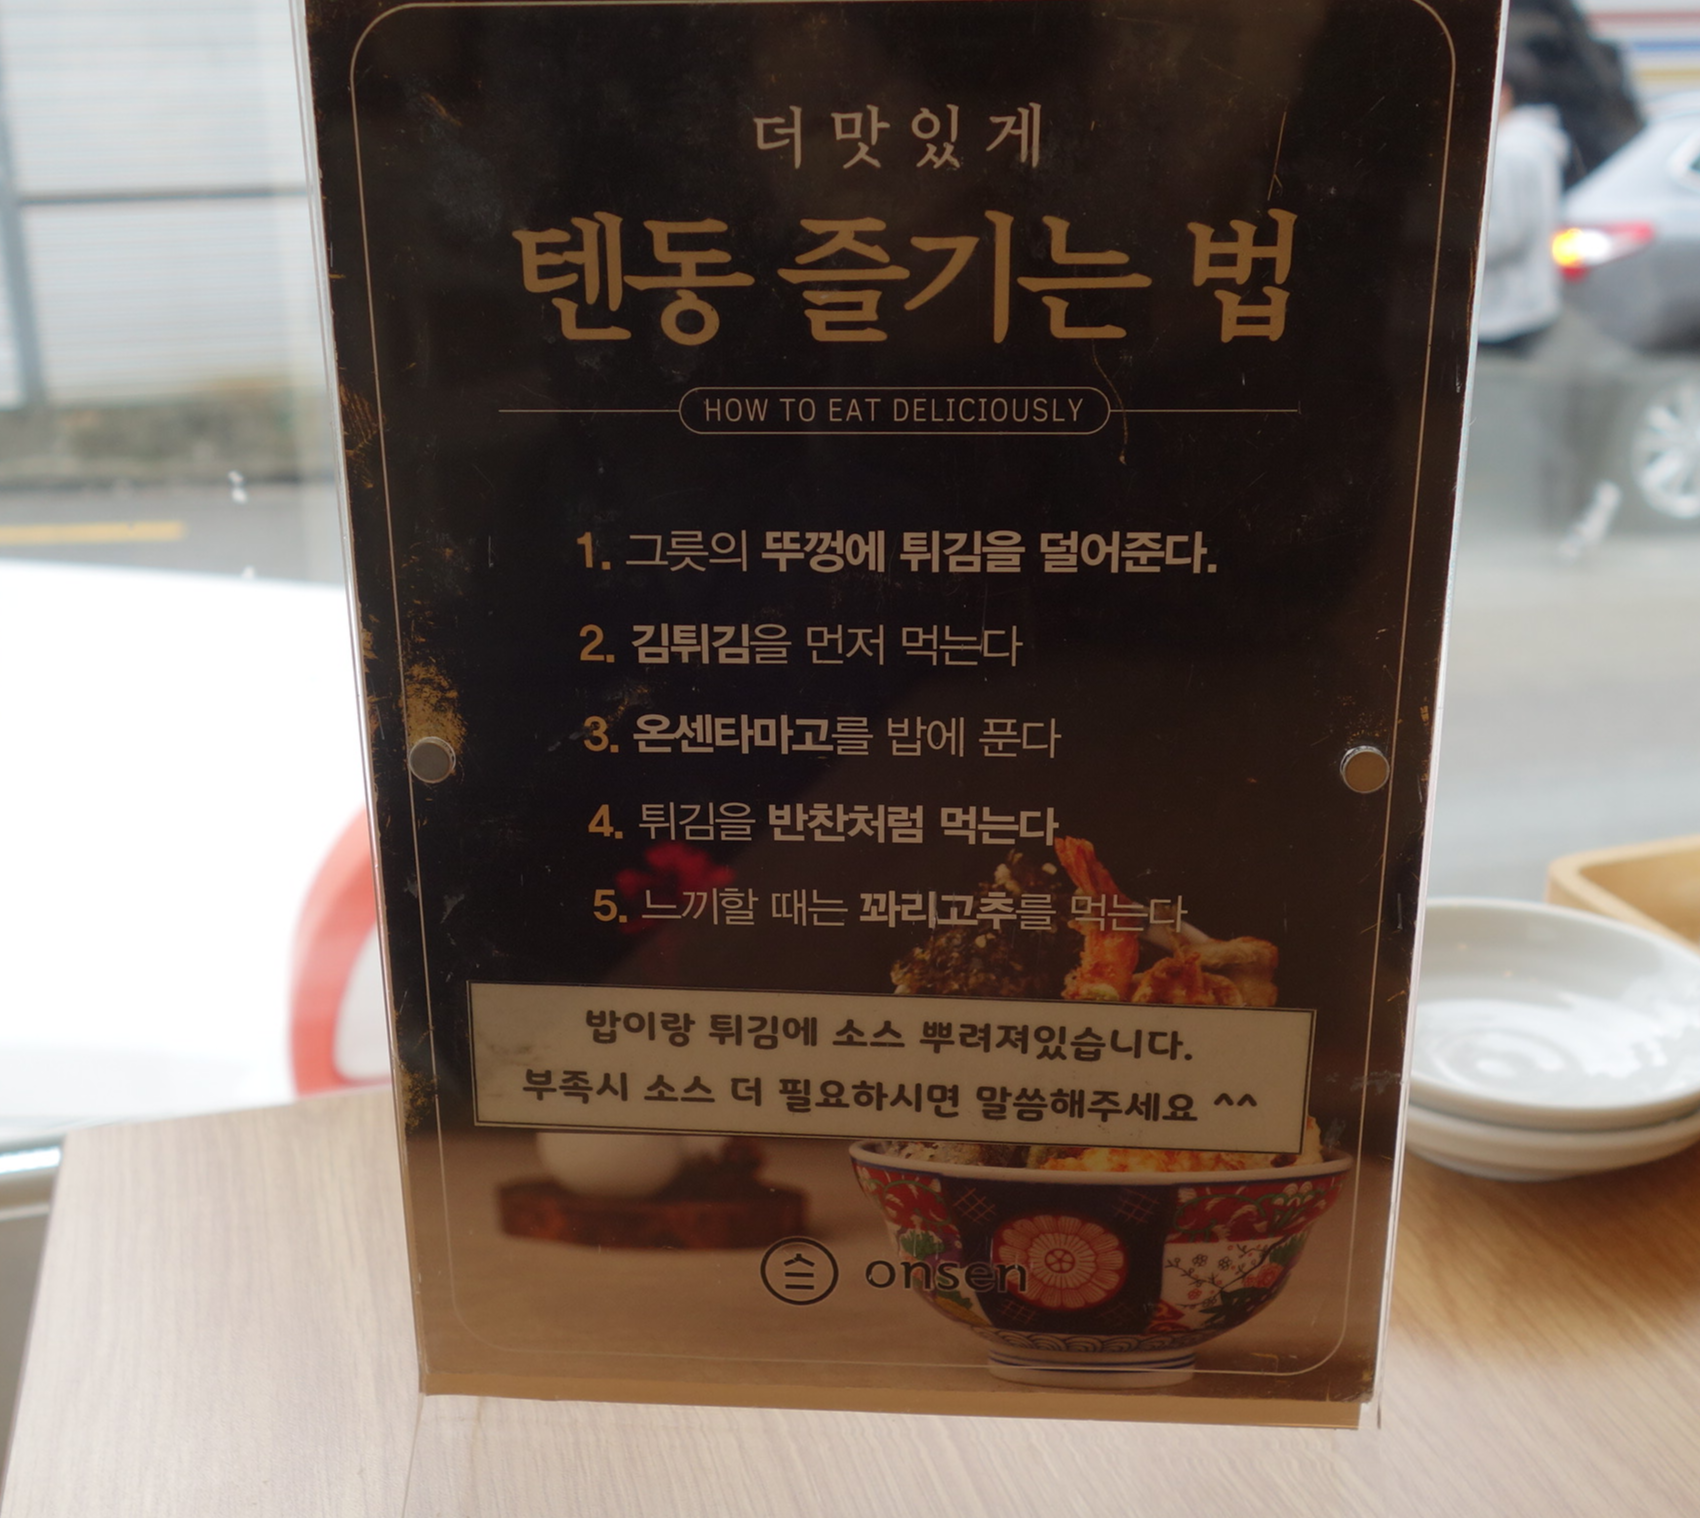 더 맛있게
텐동 즐기는 법
HOW TO EAT DELICIOUSLY
1. 그릇의 뚜껑에 튀김을 덜어준다.
2. 김튀김을 먼저 먹는다
3. 온센타마고를 밥에 푼다
4. 튀김을 반찬처럼 먹는다
5. 느끼할 때는 꽈리고추를 먹는다
밥이랑 튀김에 소스 뿌려져있습니다.
부족시 소스 더 필요하시면 말씀해주세요 ^^
onsen